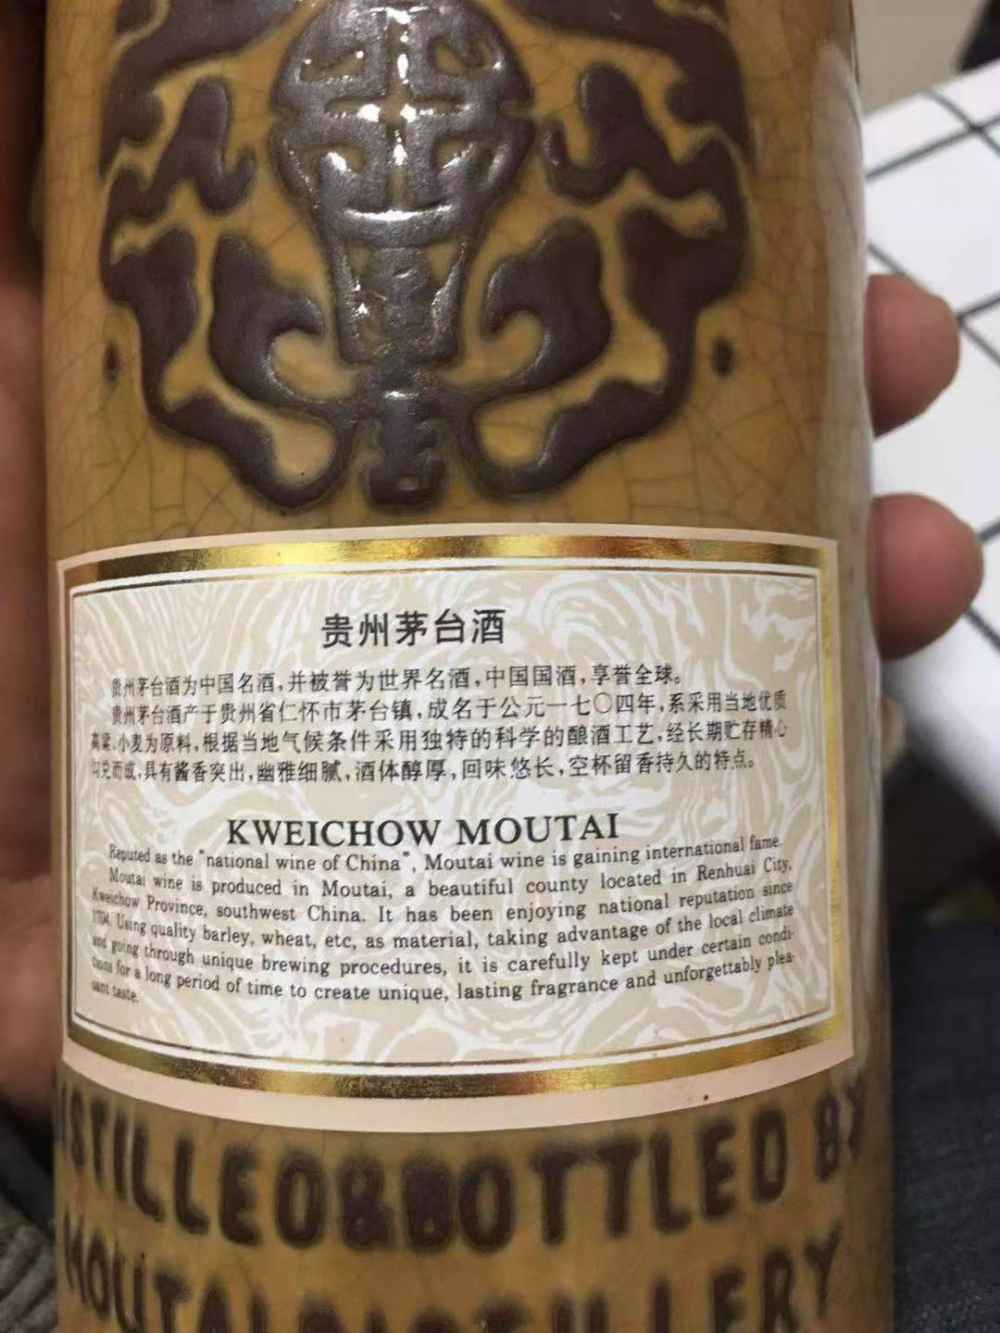 贵州茅台酒
贵州茅台酒为中国名酒,并被誉为世界名酒,中国国酒,享誉全球。
贵州茅台酒产于贵州省仁怀市茅台镇,成名于公元一七〇四年,系采用当地优质
高粱、小麦为原料,根据当地气候条件采用独特的科学的酿酒工艺,经长期贮存精心
勾兑而成,具有酱香突出,幽雅细腻,酒体醇厚,回味悠长,空杯留香持久的特点。
KWEICHOW MOUTAI
Reputed as the "national wine of China", Moutai wine is gaining international fame.
Moutai wine is produced in Moutai, a beautiful county located in Renhuai City,
Kweichow Province, southwest China. It has been enjoying national reputation since
1704. Using quality barley, wheat, etc, as material, taking advantage of the local climate
and going through unique brewing procedures, it is carefully kept under certain condi-
tions for a long period of time to create unique, lasting fragrance and unforgettably plea-
sant taste.
ISTILLED&BOTTLED BY
MOUTAI DISTILLERY